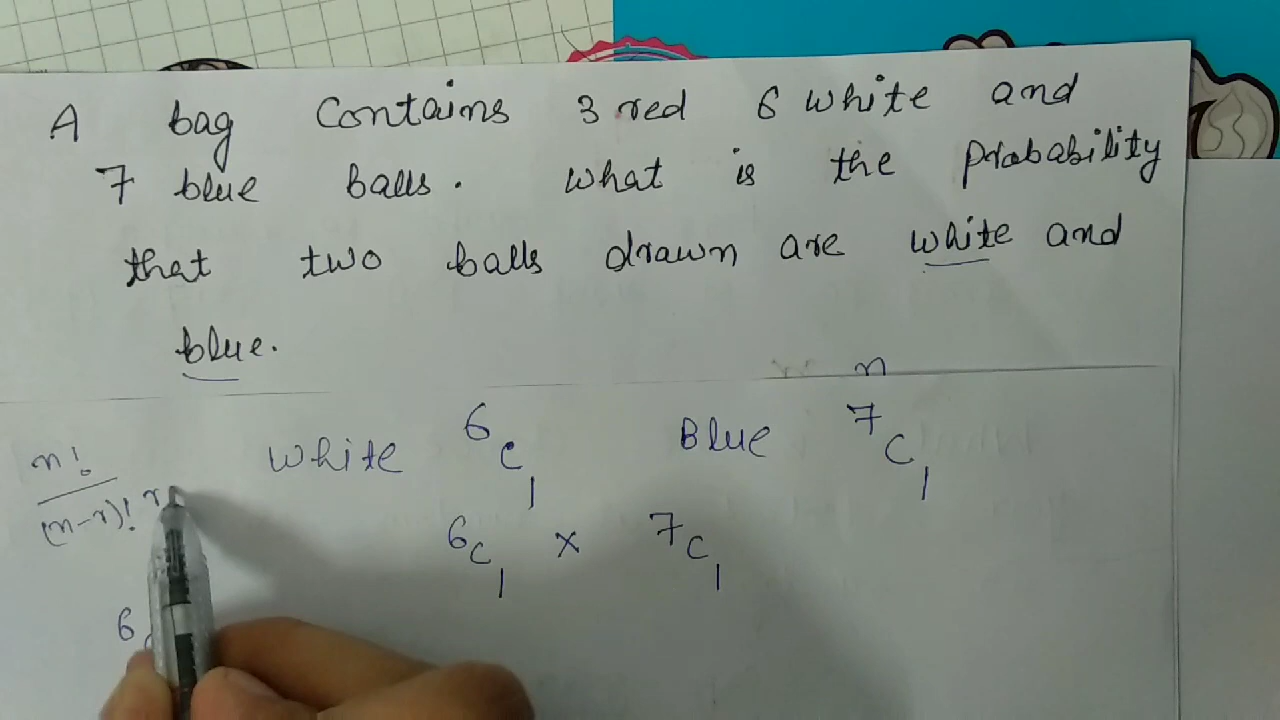 A bag contains 3 red 6 white and
7 blue balls. What is the probability
that two balls drawn are white and
blue.
n
n! / (n-r)! r
White ⁶C₁ Blue ⁷C₁
⁶C₁ × ⁷C₁
6